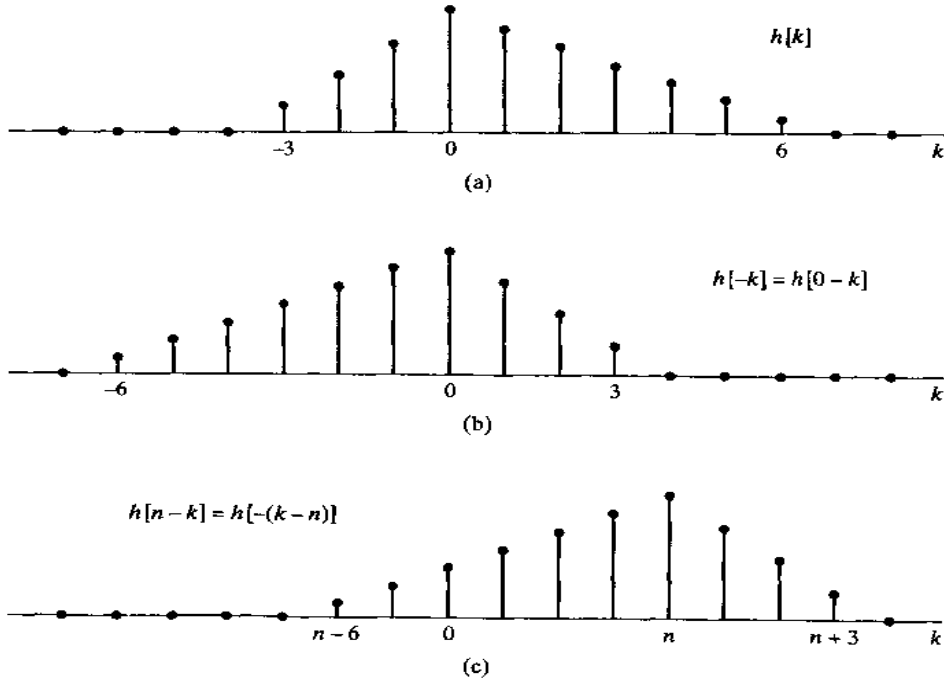 h[k]
−3 0 6 k
(a)
h[−k] = h[0 − k]
−6 0 3 k
(b)
h[n − k] = h[−(k − n)]
n − 6 0 n n + 3 k
(c)